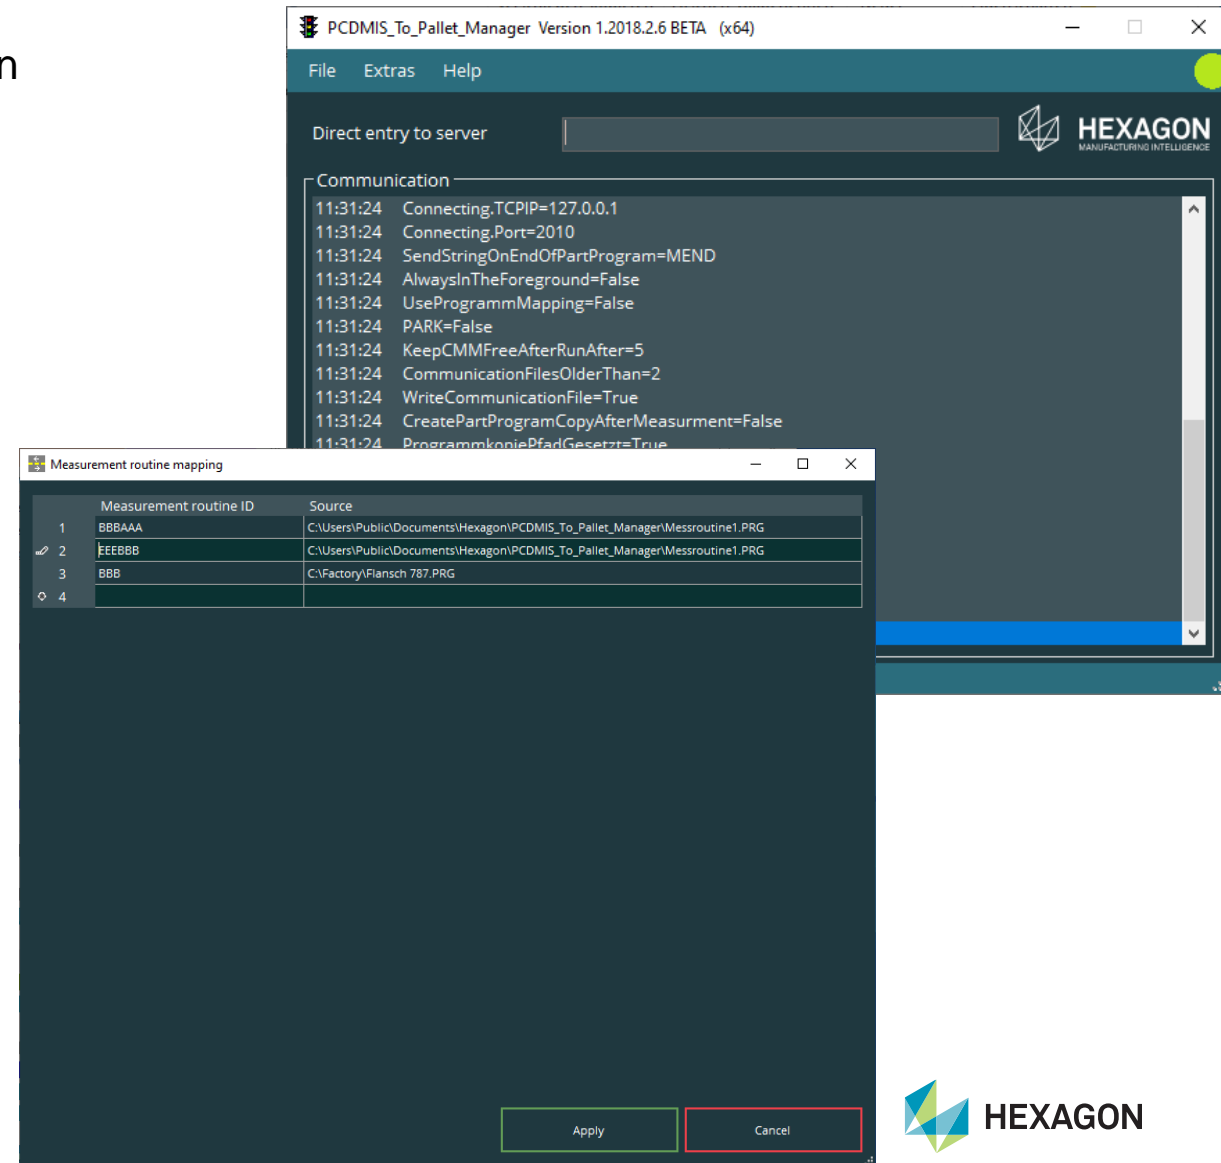 n
PCDMIS_To_Pallet_Manager Version 1.2018.2.6 BETA (x64)
File Extras Help
Direct entry to server
HEXAGON
MANUFACTURING INTELLIGENCE
Communication
11:31:24 Connecting.TCPIP=127.0.0.1
11:31:24 Connecting.Port=2010
11:31:24 SendStringOnEndOfPartProgram=MEND
11:31:24 AlwaysInTheForeground=False
11:31:24 UseProgrammMapping=False
11:31:24 PARK=False
11:31:24 KeepCMMFreeAfterRunAfter=5
11:31:24 CommunicationFilesOlderThan=2
11:31:24 WriteCommunicationFile=True
11:31:24 CreatePartProgramCopyAfterMeasurment=False
11:31:24 ProgrammkopiePfadGesetzt=True
Measurement routine mapping
Measurement routine ID Source
1 BBBAAA C:\Users\Public\Documents\Hexagon\PCDMIS_To_Pallet_Manager\Messroutine1.PRG
2 EEEBBB C:\Users\Public\Documents\Hexagon\PCDMIS_To_Pallet_Manager\Messroutine1.PRG
3 BBB C:\Factory\Flansch 787.PRG
4
Apply Cancel
HEXAGON